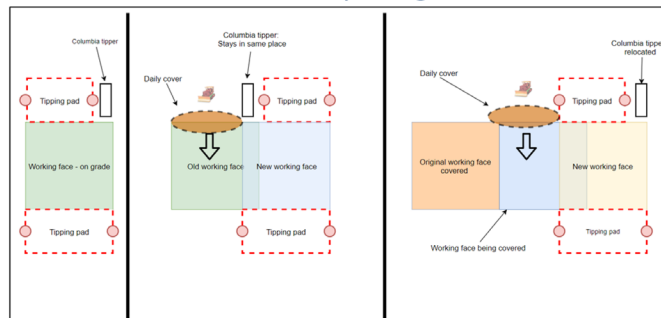 Columbia tipper
Tipping pad
Working face - on grade
Tipping pad
Columbia tipper:
Stays in same place
Daily cover
Tipping pad
Old working face
New working face
Tipping pad
Columbia tippe
relocated
Daily cover
Tipping pad
Original working face
covered
New working face
Tipping pad
Working face being covered